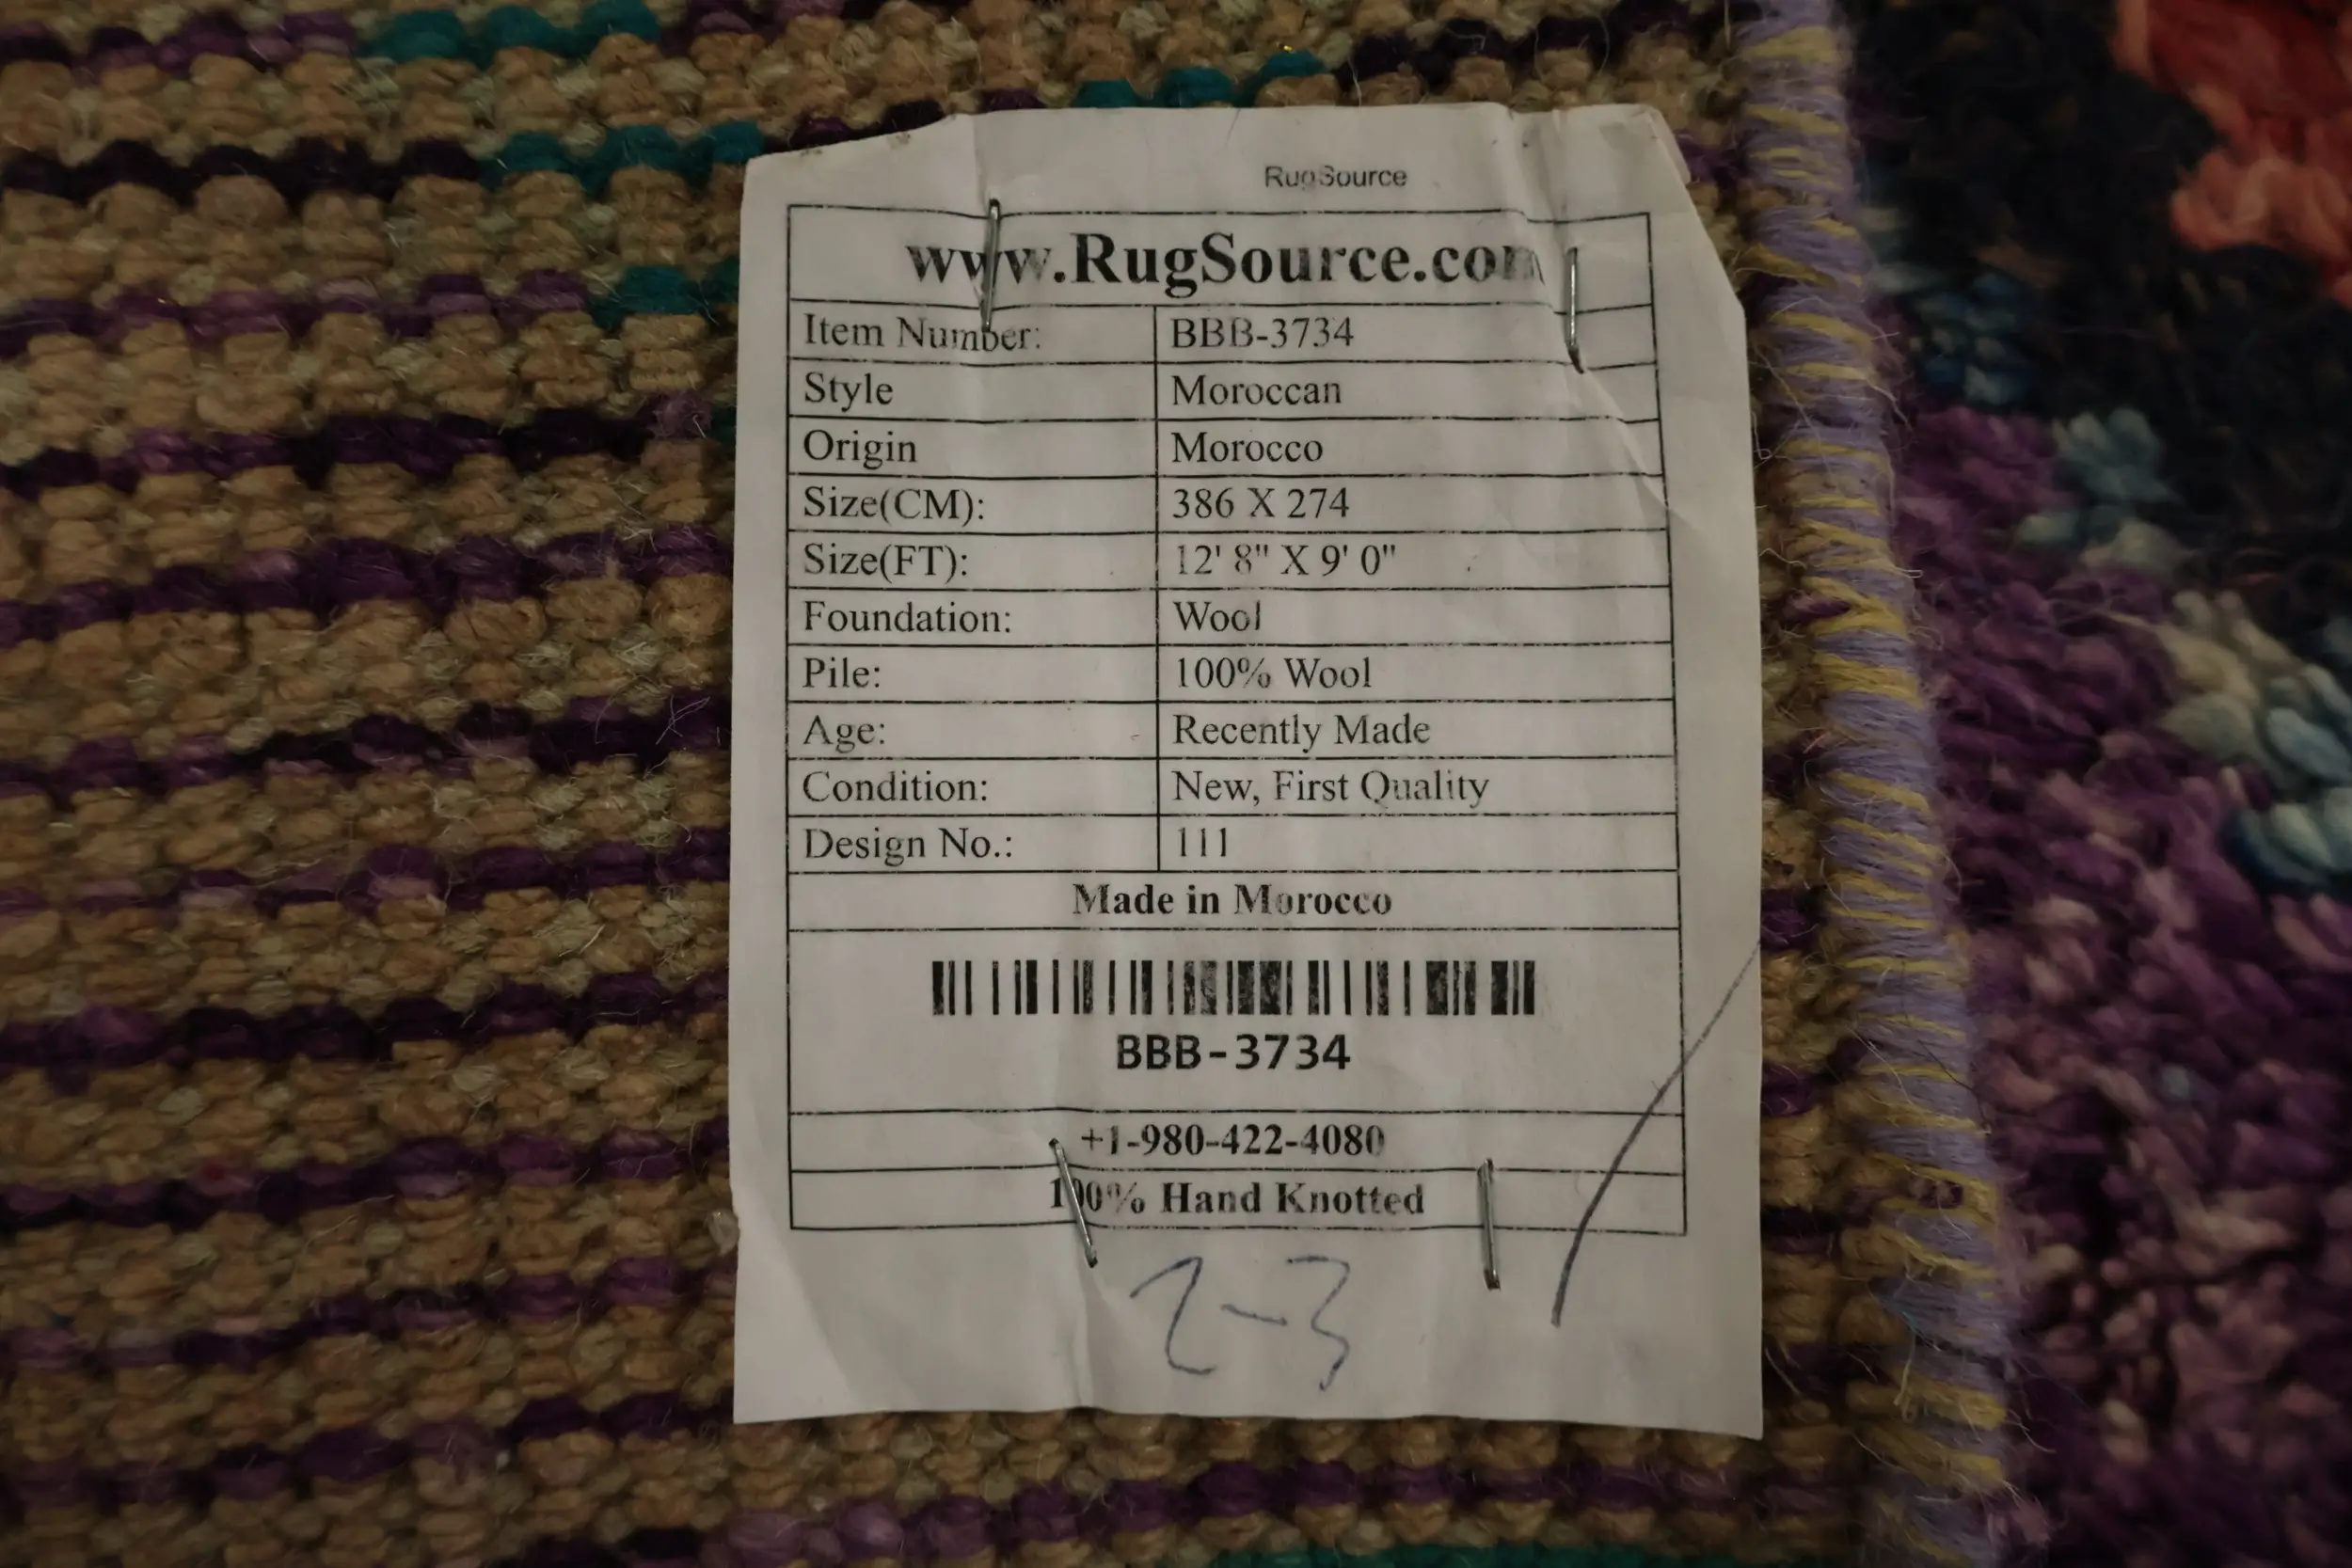 RugSource
www.RugSource.com
Item Number: BBB-3734
Style Moroccan
Origin Morocco
Size(CM): 386 X 274
Size(FT): 12' 8" X 9' 0"
Foundation: Wool
Pile: 100% Wool
Age: Recently Made
Condition: New, First Quality
Design No.: 111
Made in Morocco
BBB-3734
+1-980-422-4080
100% Hand Knotted
2-3